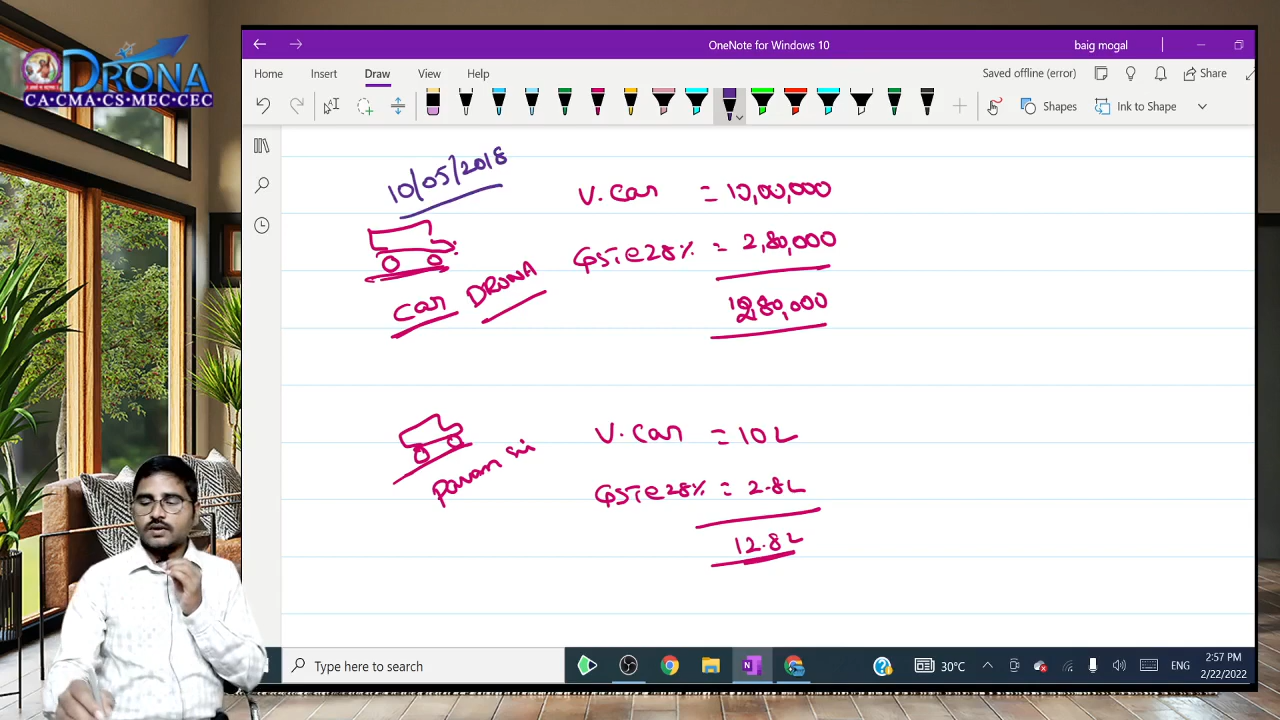 DRONA
CA•CMA•CS•MEC•CEC
OneNote for Windows 10
baig mogal
Home Insert Draw View Help
Saved offline (error)
Share
Shapes
Ink to Shape
10/05/2018
V. Car = 10,00,000
GST@28% = 2,80,000
1280,000
Car DRONA
V. Car = 10 L
GST@28% = 2.8L
12.8L
pavan sir
Type here to search
30°C
ENG
2:57 PM
2/22/2022